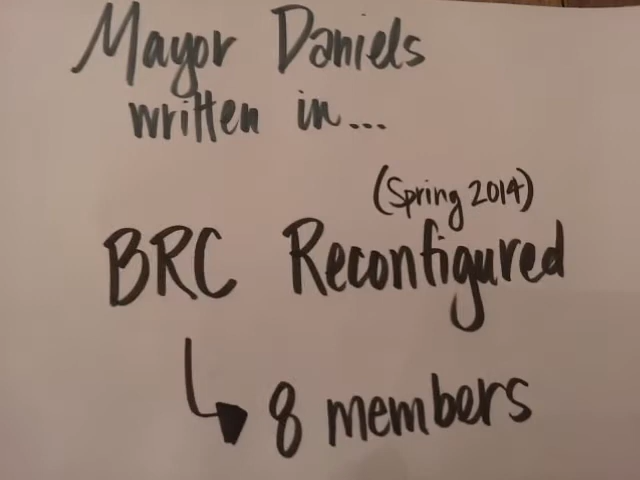 Mayor Daniels
written in...
(Spring 2014)
BRC Reconfigured
8 members